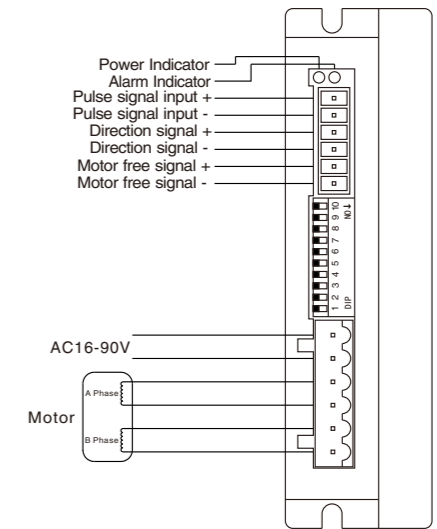 Power Indicator
Alarm Indicator
Pulse signal input +
Pulse signal input -
Direction signal +
Direction signal -
Motor free signal +
Motor free signal -
1 2 3 4 5 6 7 8 9 10
DIP
NO↓
AC16-90V
A Phase
Motor
B Phase